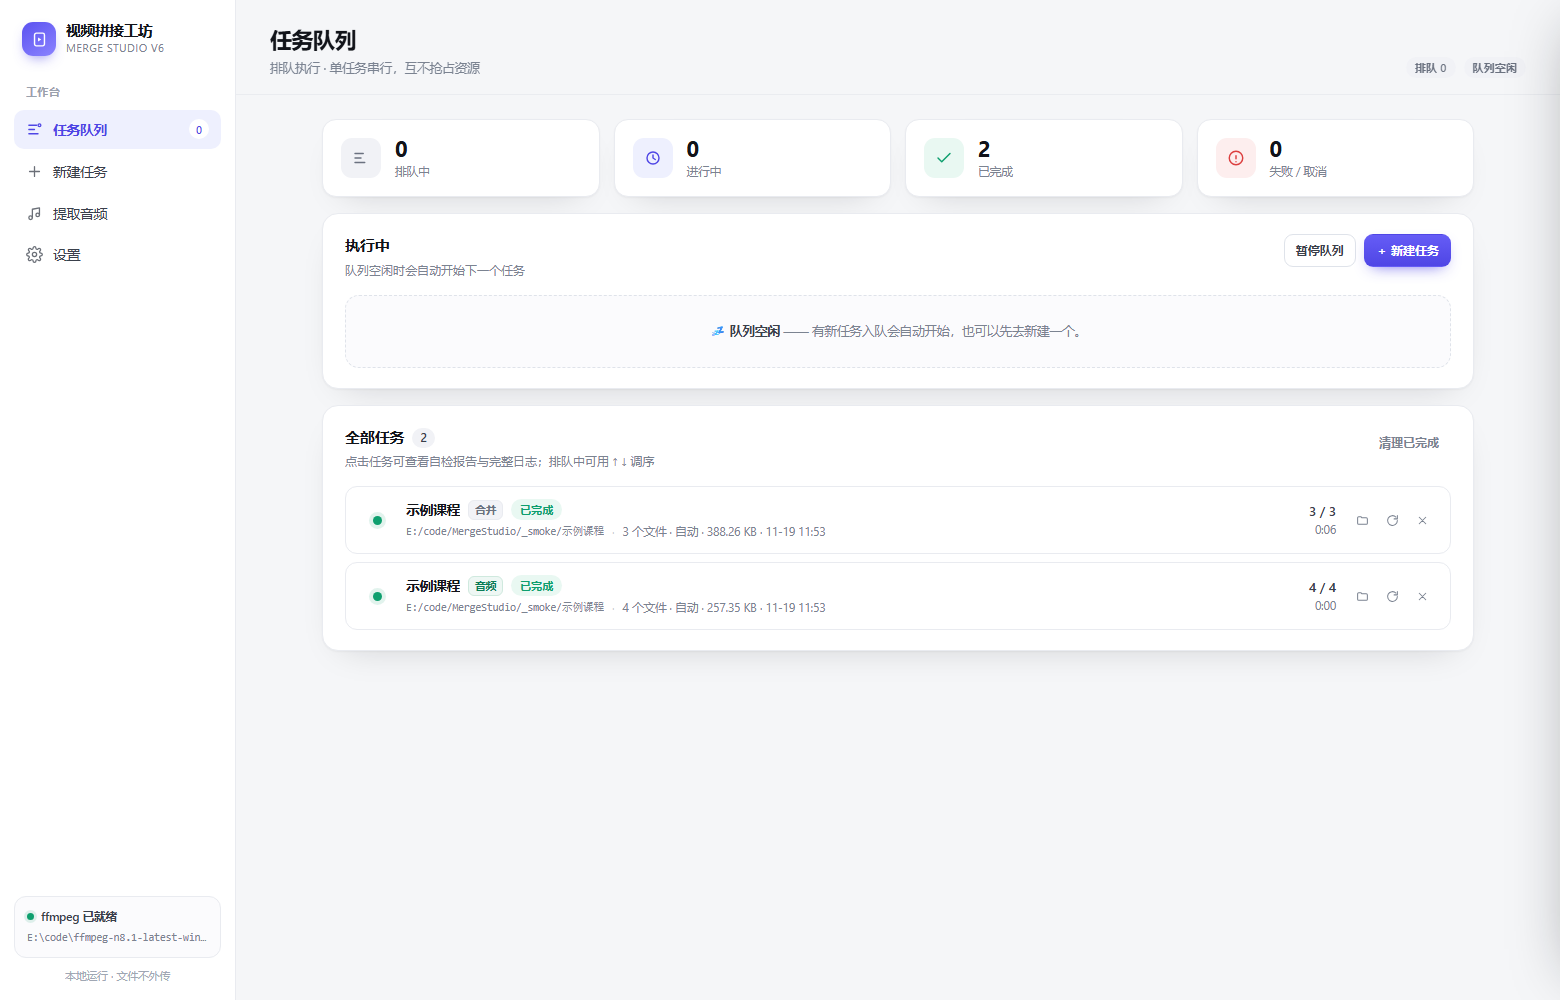 视频拼接工坊
MERGE STUDIO V6
工作台
任务队列 0
新建任务
提取音频
设置
ffmpeg 已就绪
E:\code\ffmpeg-n8.1-latest-win…
本地运行 · 文件不外传
任务队列
排队执行 · 单任务串行，互不抢占资源
排队 0 队列空闲
0
排队中
0
进行中
2
已完成
0
失败 / 取消
执行中
队列空闲时会自动开始下一个任务
暂停队列 + 新建任务
队列空闲 —— 有新任务入队会自动开始，也可以先去新建一个。
全部任务 2
点击任务可查看自检报告与完整日志；排队中可用 ↑ ↓ 调序
清理已完成
示例课程 合并 已完成
E:/code/MergeStudio/_smoke/示例课程 · 3 个文件 · 自动 · 388.26 KB · 11-19 11:53
3 / 3
0:06
示例课程 音频 已完成
E:/code/MergeStudio/_smoke/示例课程 · 4 个文件 · 自动 · 257.35 KB · 11-19 11:53
4 / 4
0:00